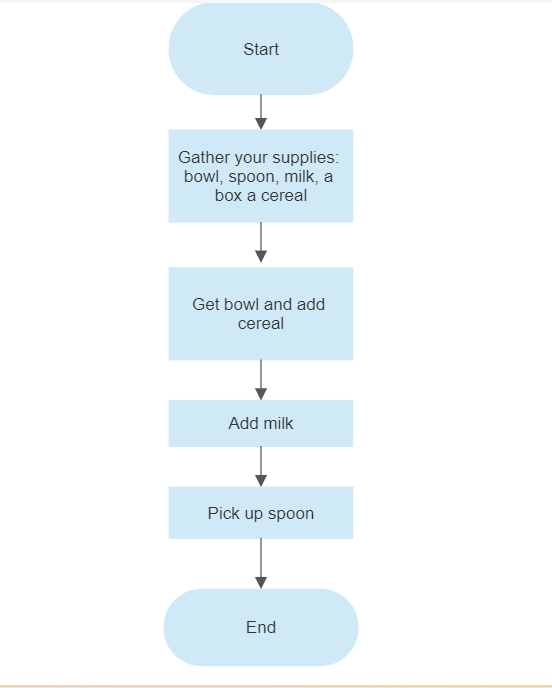 Start
Gather your supplies:
bowl, spoon, milk, a
box a cereal
Get bowl and add
cereal
Add milk
Pick up spoon
End